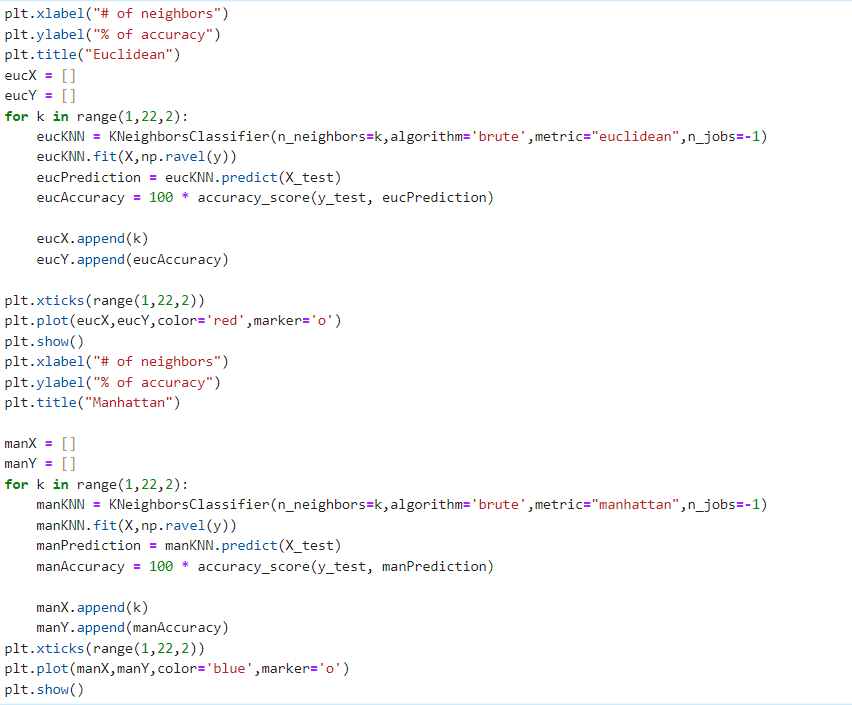 plt.xlabel("# of neighbors")
plt.ylabel("% of accuracy")
plt.title("Euclidean")
eucX = []
eucY = []
for k in range(1,22,2):
    eucKNN = KNeighborsClassifier(n_neighbors=k,algorithm='brute',metric="euclidean",n_jobs=-1)
    eucKNN.fit(X,np.ravel(y))
    eucPrediction = eucKNN.predict(X_test)
    eucAccuracy = 100 * accuracy_score(y_test, eucPrediction)
    eucX.append(k)
    eucY.append(eucAccuracy)
plt.xticks(range(1,22,2))
plt.plot(eucX,eucY,color='red',marker='o')
plt.show()
plt.xlabel("# of neighbors")
plt.ylabel("% of accuracy")
plt.title("Manhattan")
manX = []
manY = []
for k in range(1,22,2):
    manKNN = KNeighborsClassifier(n_neighbors=k,algorithm='brute',metric="manhattan",n_jobs=-1)
    manKNN.fit(X,np.ravel(y))
    manPrediction = manKNN.predict(X_test)
    manAccuracy = 100 * accuracy_score(y_test, manPrediction)
    manX.append(k)
    manY.append(manAccuracy)
plt.xticks(range(1,22,2))
plt.plot(manX,manY,color='blue',marker='o')
plt.show()